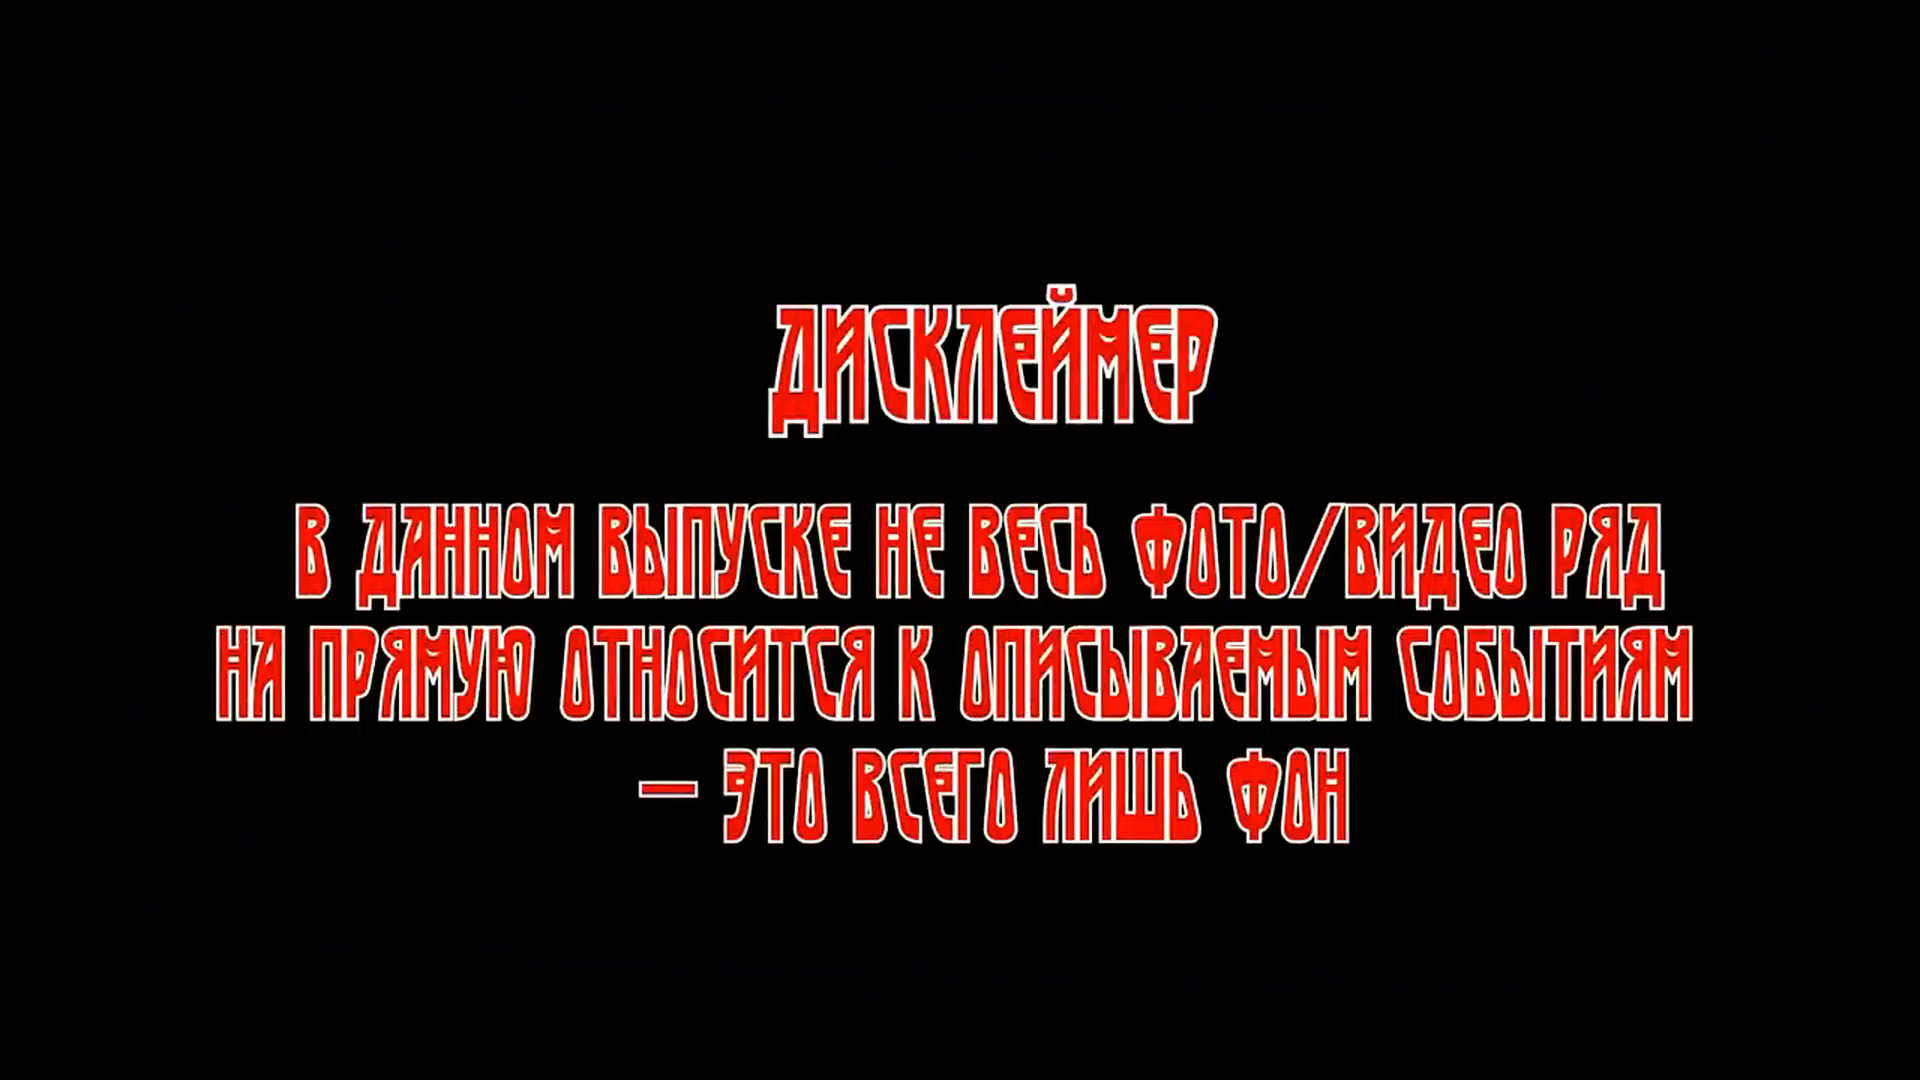 ДИСКЛЕЙМЕР
В ДАННОМ ВЫПУСКЕ НЕ ВЕСЬ ФОТО/ВИДЕО РЯД
НА ПРЯМУЮ ОТНОСИТСЯ К ОПИСЫВАЕМЫМ СОБЫТИЯМ
— ЭТО ВСЕГО ЛИШЬ ФОН